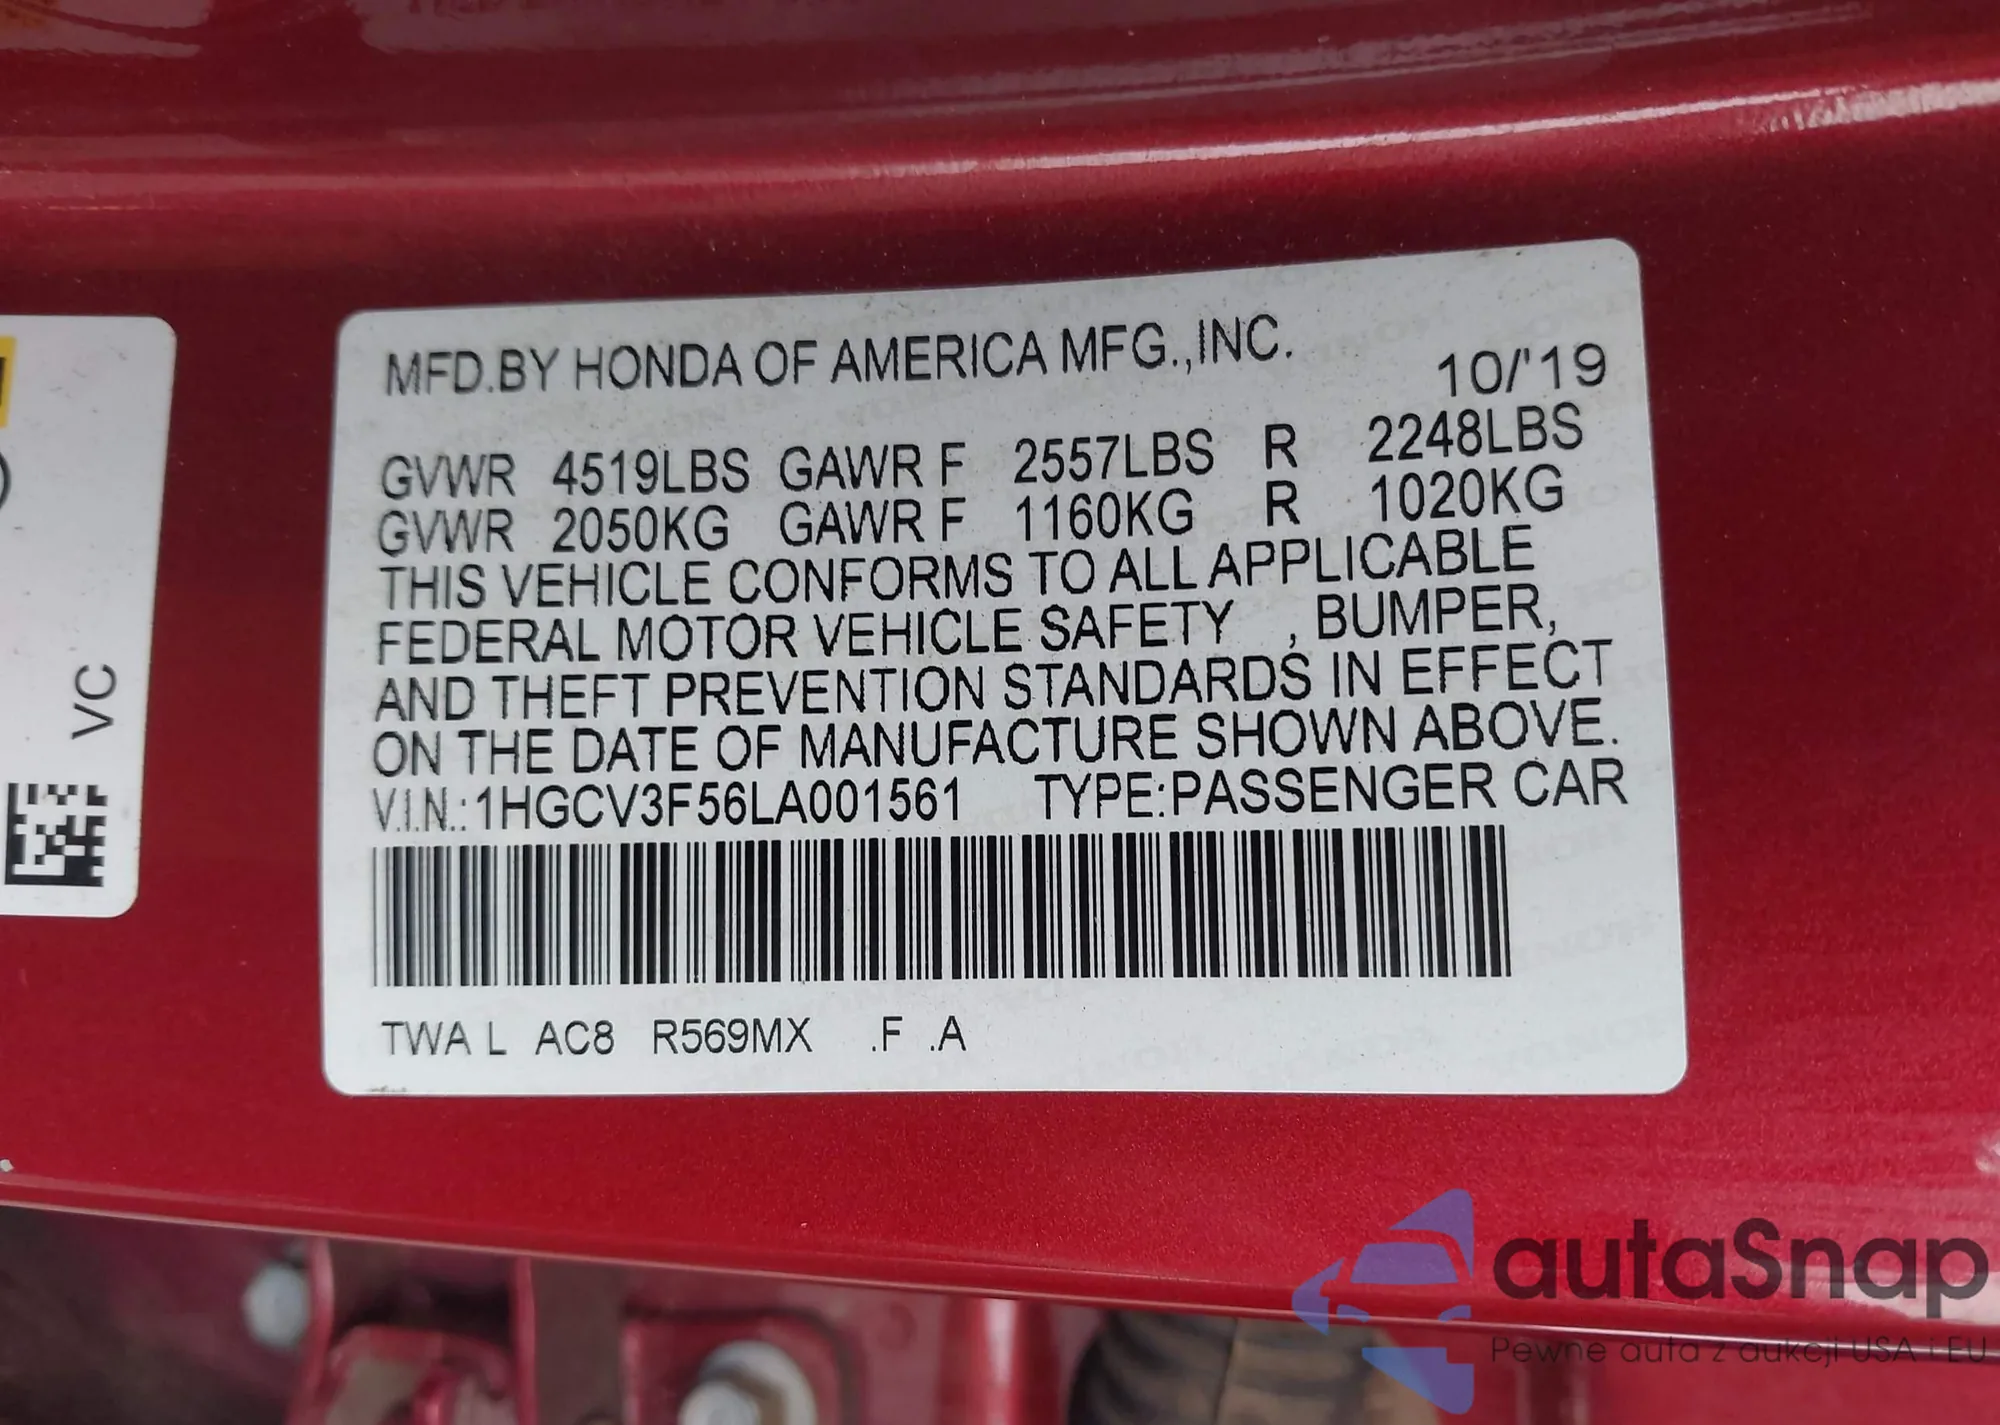 MFD.BY HONDA OF AMERICA MFG.,INC.
10/'19
GVWR 4519LBS GAWR F 2557LBS R 2248LBS
GVWR 2050KG GAWR F 1160KG R 1020KG
THIS VEHICLE CONFORMS TO ALL APPLICABLE
FEDERAL MOTOR VEHICLE SAFETY , BUMPER,
AND THEFT PREVENTION STANDARDS IN EFFECT
ON THE DATE OF MANUFACTURE SHOWN ABOVE.
V.I.N.:1HGCV3F56LA001561 TYPE:PASSENGER CAR
TWA L AC8 R569MX .F .A
VC
autaSnap
Pewne auta z aukcji USA i EU